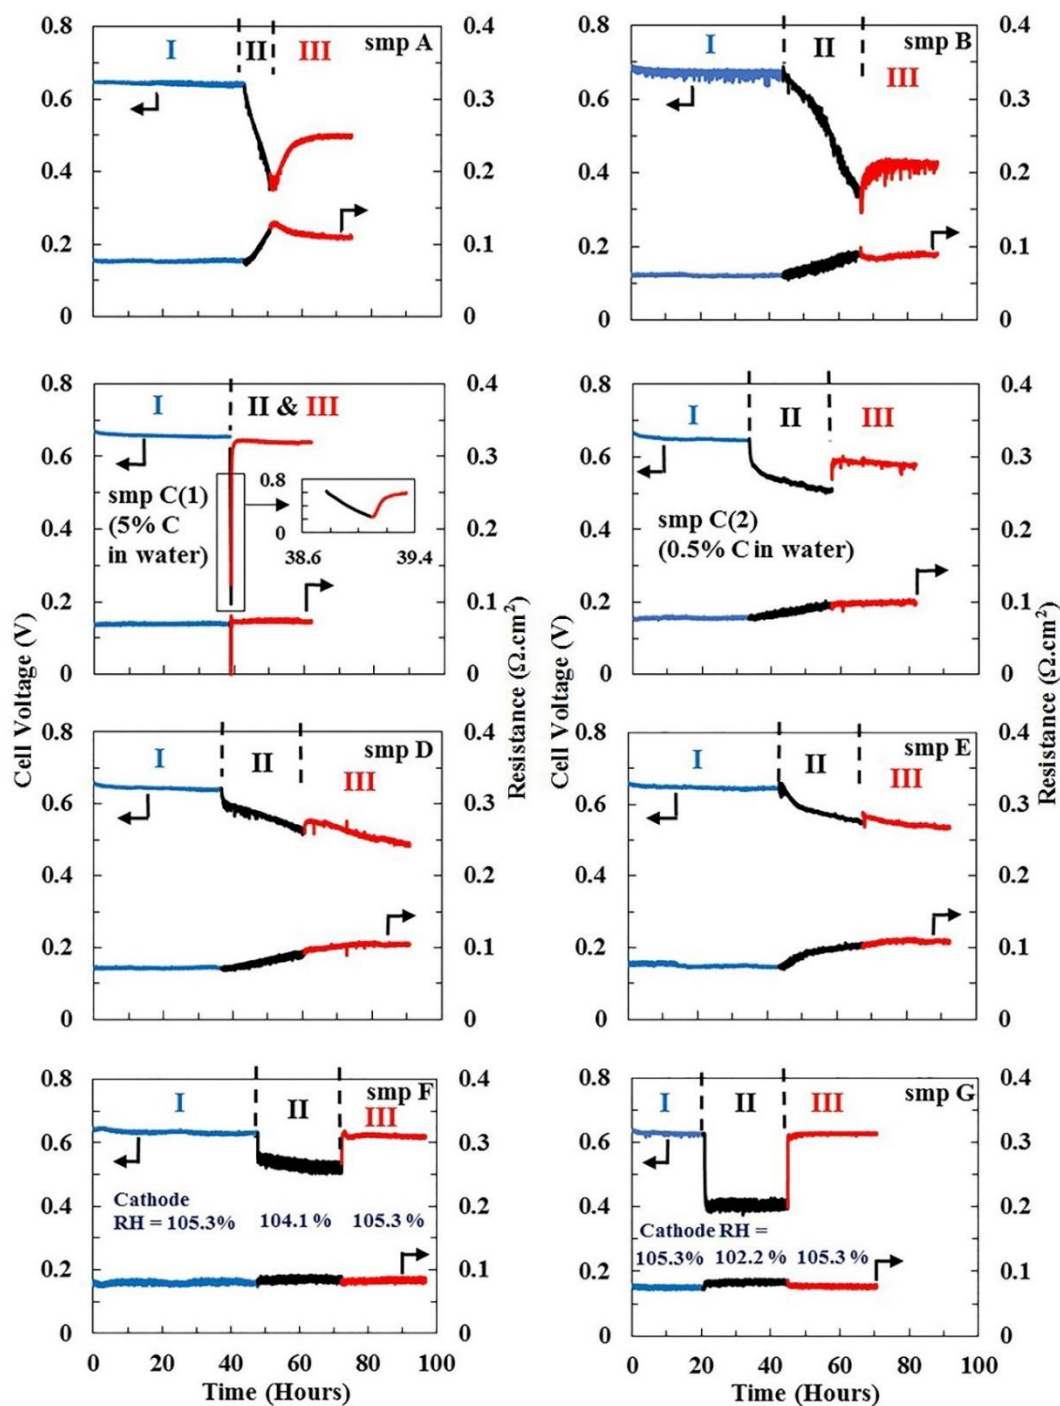 0.8
0.6
0.4
0.2
0
I
II
III
smp A
0.4
0.3
0.2
0.1
0
0.8
0.6
0.4
0.2
0
0 20 40 60 80 100
I
II
III
smp B
0.4
0.3
0.2
0.1
0
0.8
0.6
0.4
0.2
0
I
II & III
smp C(1)
(5% C
in water)
0.8
0
38.6 39.4
0.4
0.3
0.2
0.1
0
0.8
0.6
0.4
0.2
0
I
II
III
smp C(2)
(0.5% C in water)
0.4
0.3
0.2
0.1
0
Cell Voltage (V)
Resistance (Ω.cm²)
Cell Voltage (V)
Resistance (Ω.cm²)
0.8
0.6
0.4
0.2
0
I
II
III
smp D
0.4
0.3
0.2
0.1
0
0.8
0.6
0.4
0.2
0
I
II
III
smp E
0.4
0.3
0.2
0.1
0
0.8
0.6
0.4
0.2
0
I
II
III
smp F
Cathode
RH = 105.3% 104.1 % 105.3 %
0.4
0.3
0.2
0.1
0
0 20 40 60 80 100
Time (Hours)
0.8
0.6
0.4
0.2
0
I
II
III
smp G
Cathode RH =
105.3% 102.2 % 105.3 %
0.4
0.3
0.2
0.1
0
0 20 40 60 80 100
Time (Hours)